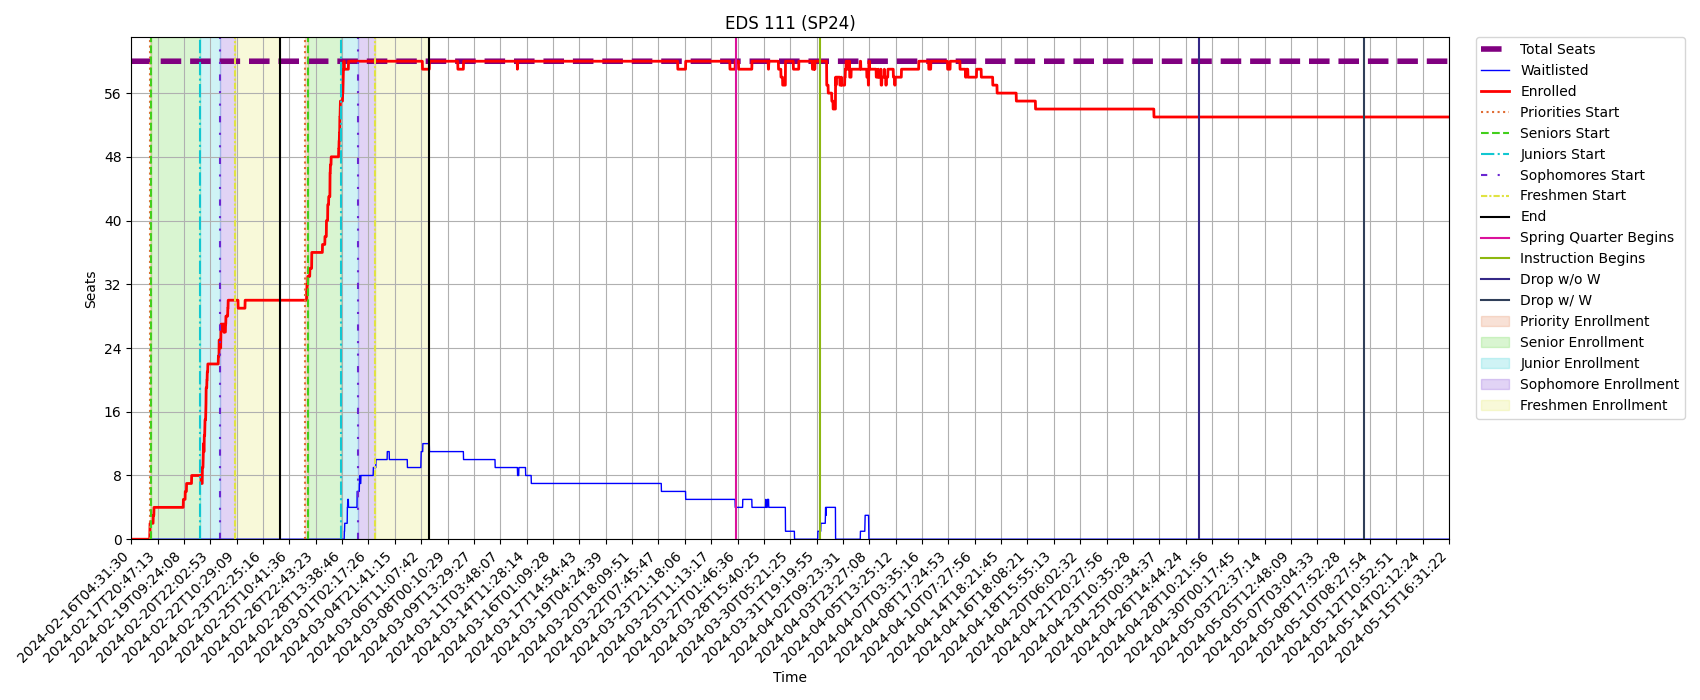 EDS 111 (SP24)
Seats
56
48
40
32
24
16
8
0
2024-02-16T04:31:30
2024-02-17T20:47:13
2024-02-19T09:24:08
2024-02-20T22:02:53
2024-02-22T10:29:09
2024-02-23T22:25:16
2024-02-25T10:41:36
2024-02-26T22:43:23
2024-02-28T13:38:46
2024-03-01T02:17:26
2024-03-04T21:41:15
2024-03-06T11:07:42
2024-03-08T00:10:29
2024-03-09T13:29:27
2024-03-11T03:48:07
2024-03-14T11:28:14
2024-03-16T01:09:28
2024-03-17T14:54:43
2024-03-19T04:24:39
2024-03-20T18:09:51
2024-03-22T07:45:47
2024-03-23T21:18:06
2024-03-25T11:13:17
2024-03-27T01:46:36
2024-03-28T15:40:25
2024-03-30T05:21:25
2024-03-31T19:19:55
2024-04-02T09:23:31
2024-04-03T23:27:08
2024-04-05T13:25:12
2024-04-07T03:35:16
2024-04-08T17:24:53
2024-04-10T07:27:56
2024-04-14T18:21:45
2024-04-16T18:08:21
2024-04-18T15:55:13
2024-04-20T06:02:32
2024-04-21T20:27:56
2024-04-23T10:35:28
2024-04-25T00:34:37
2024-04-26T14:44:24
2024-04-28T10:21:56
2024-04-30T00:17:45
2024-05-03T22:37:14
2024-05-05T12:48:09
2024-05-07T03:04:33
2024-05-08T17:52:28
2024-05-10T08:27:54
2024-05-12T10:52:51
2024-05-14T02:12:24
2024-05-15T16:31:22
Time
Total Seats
Waitlisted
Enrolled
Priorities Start
Seniors Start
Juniors Start
Sophomores Start
Freshmen Start
End
Spring Quarter Begins
Instruction Begins
Drop w/o W
Drop w/ W
Priority Enrollment
Senior Enrollment
Junior Enrollment
Sophomore Enrollment
Freshmen Enrollment